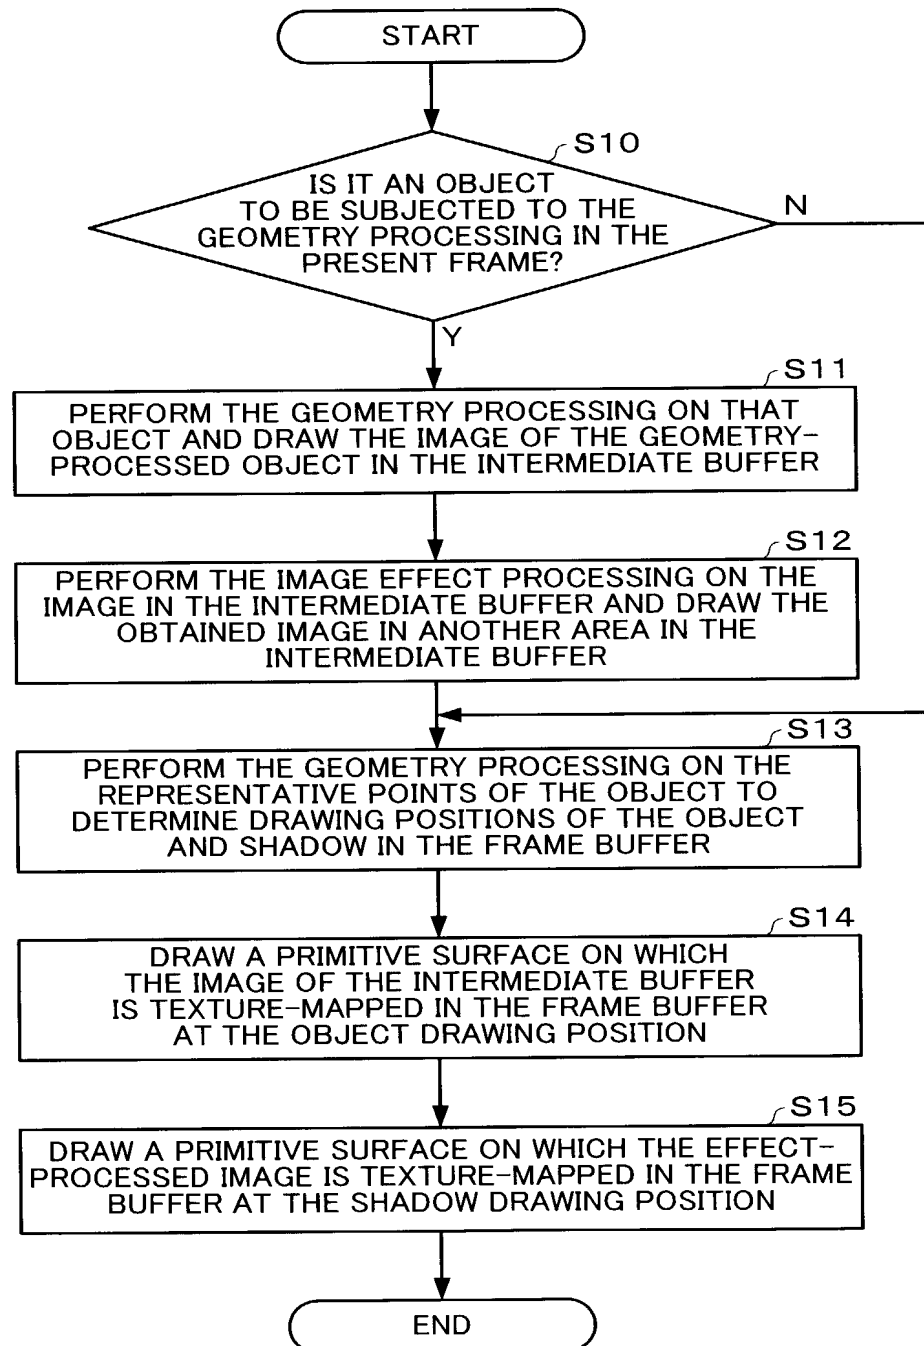 START
S10
IS IT AN OBJECT
TO BE SUBJECTED TO THE
GEOMETRY PROCESSING IN THE
PRESENT FRAME?
N
Y
S11
PERFORM THE GEOMETRY PROCESSING ON THAT
OBJECT AND DRAW THE IMAGE OF THE GEOMETRY-
PROCESSED OBJECT IN THE INTERMEDIATE BUFFER
S12
PERFORM THE IMAGE EFFECT PROCESSING ON THE
IMAGE IN THE INTERMEDIATE BUFFER AND DRAW THE
OBTAINED IMAGE IN ANOTHER AREA IN THE
INTERMEDIATE BUFFER
S13
PERFORM THE GEOMETRY PROCESSING ON THE
REPRESENTATIVE POINTS OF THE OBJECT TO
DETERMINE DRAWING POSITIONS OF THE OBJECT
AND SHADOW IN THE FRAME BUFFER
S14
DRAW A PRIMITIVE SURFACE ON WHICH
THE IMAGE OF THE INTERMEDIATE BUFFER
IS TEXTURE-MAPPED IN THE FRAME BUFFER
AT THE OBJECT DRAWING POSITION
S15
DRAW A PRIMITIVE SURFACE ON WHICH THE EFFECT-
PROCESSED IMAGE IS TEXTURE-MAPPED IN THE FRAME
BUFFER AT THE SHADOW DRAWING POSITION
END